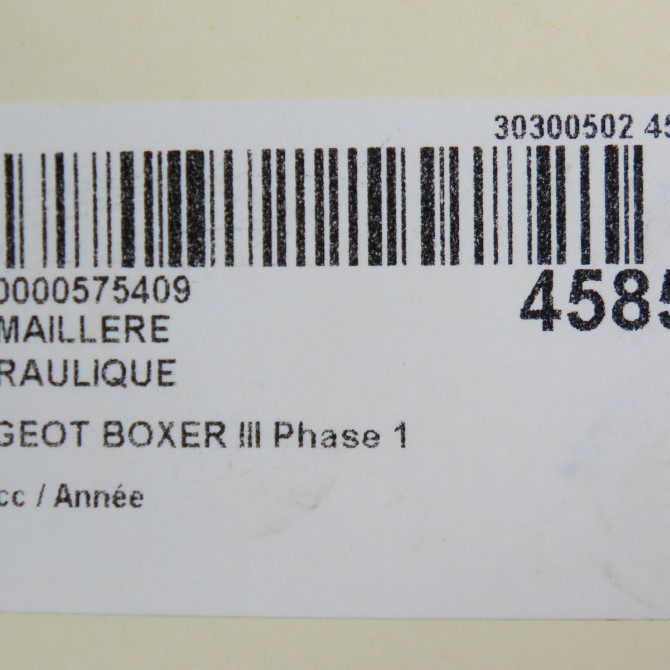 30300502 45
0000575409
4585
MAILLERE
RAULIQUE
GEOT BOXER III Phase 1
cc / Année